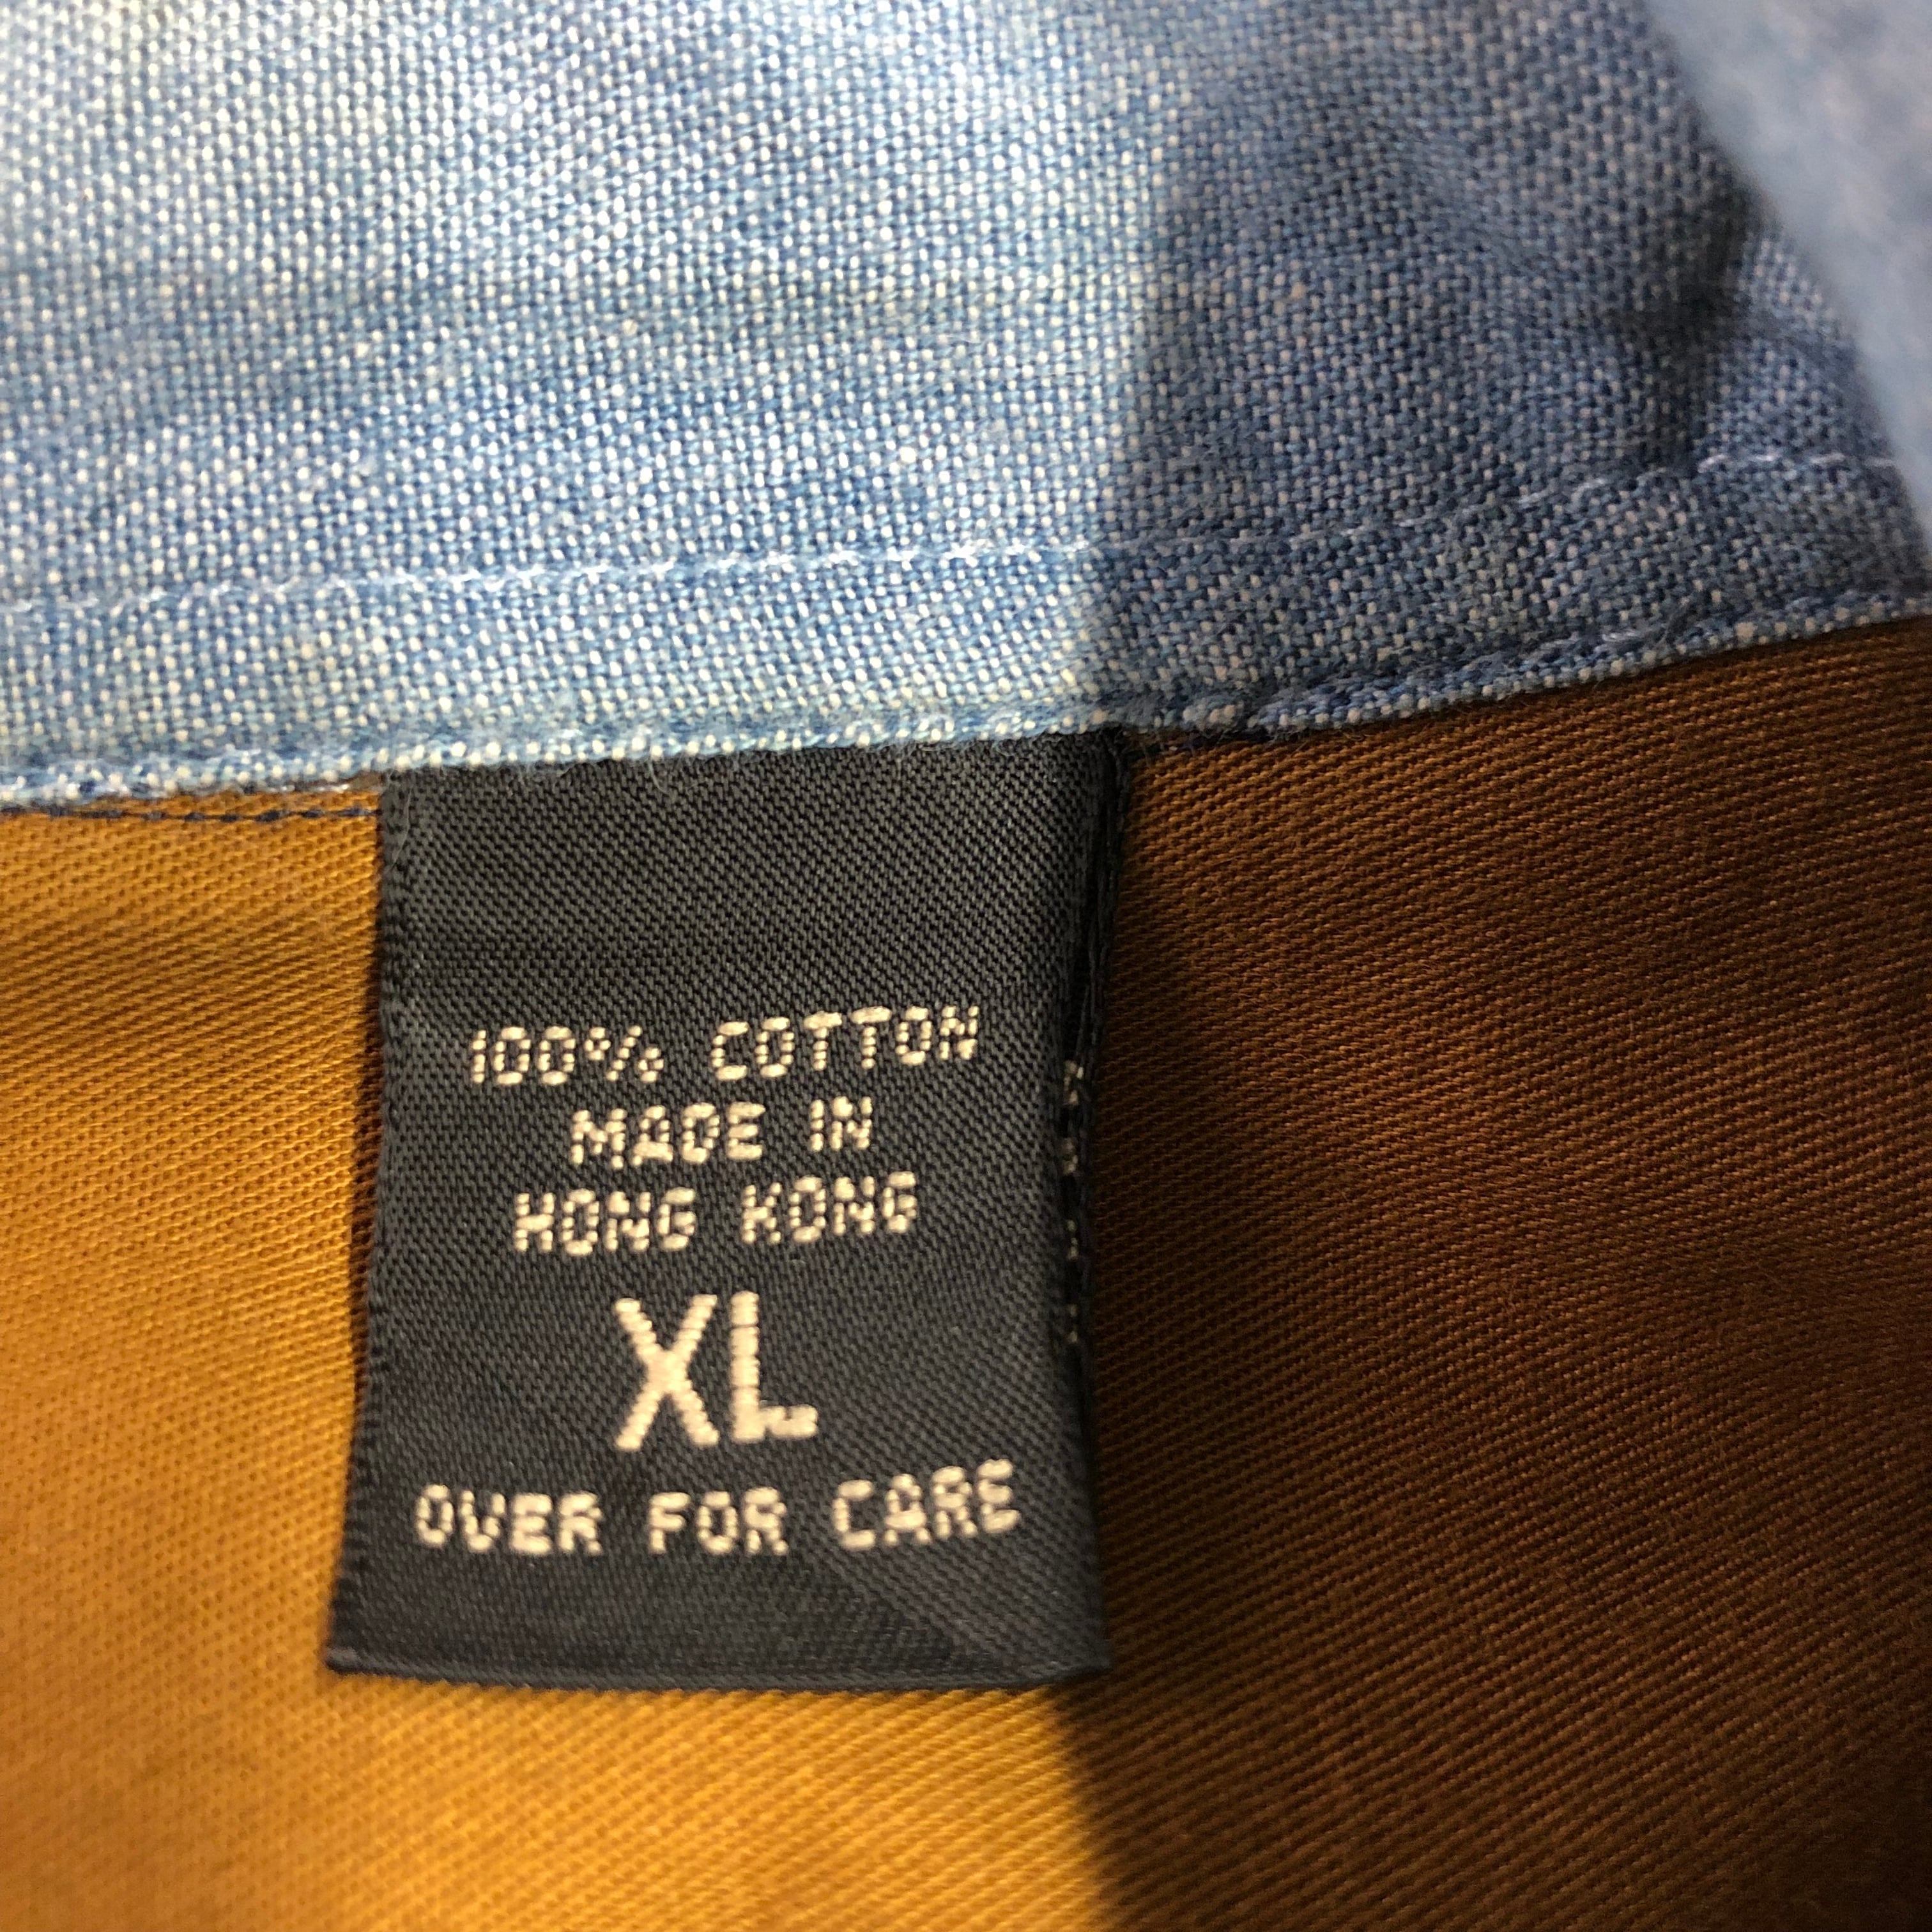 100% COTTON
MADE IN
HONG KONG
XL
OVER FOR CARE